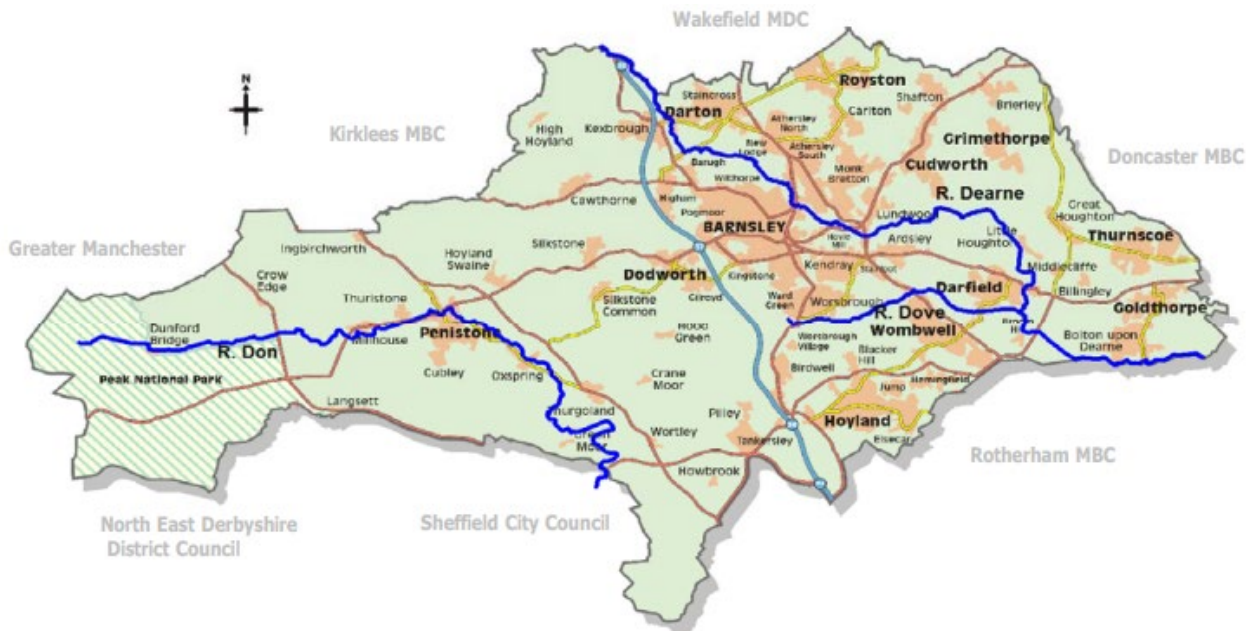 Wakefield MDC
N
Kirklees MBC
Royston
Staincross
Shafton
Darton
Carlton
Brierley
Athersley
North
High
Hoyland
Kexbrough
New
Lodge
Athersley
South
Grimethorpe
Barugh
Monk
Bretton
Cudworth
Doncaster MBC
Wilthorpe
R. Dearne
Cawthorne
Higham
Pogmoor
Lundwood
Great
Houghton
BARNSLEY
Little
Houghton
Thurnscoe
Greater Manchester
Ingbirchworth
Silkstone
Hoyle
Mill
Ardsley
Hoyland
Swaine
Kendray
Stairfoot
Middlecliffe
Crow
Edge
Dodworth
Kingstone
Billingley
Thurlstone
Silkstone
Common
Gilroyd
Ward
Green
Worsbrough
Darfield
Goldthorpe
Dunford
Bridge
R. Don
Millhouse
Penistone
Hood
Green
R. Dove
Wombwell
Worsbrough
Village
Bolton upon
Dearne
Blacker
Hill
Peak National Park
Cubley
Oxspring
Crane
Moor
Birdwell
Jump
Hemingfield
Langsett
Thurgoland
Pilley
Hoyland
Green
Moor
Wortley
Tankersley
Elsecar
Howbrook
Rotherham MBC
North East Derbyshire
District Council
Sheffield City Council